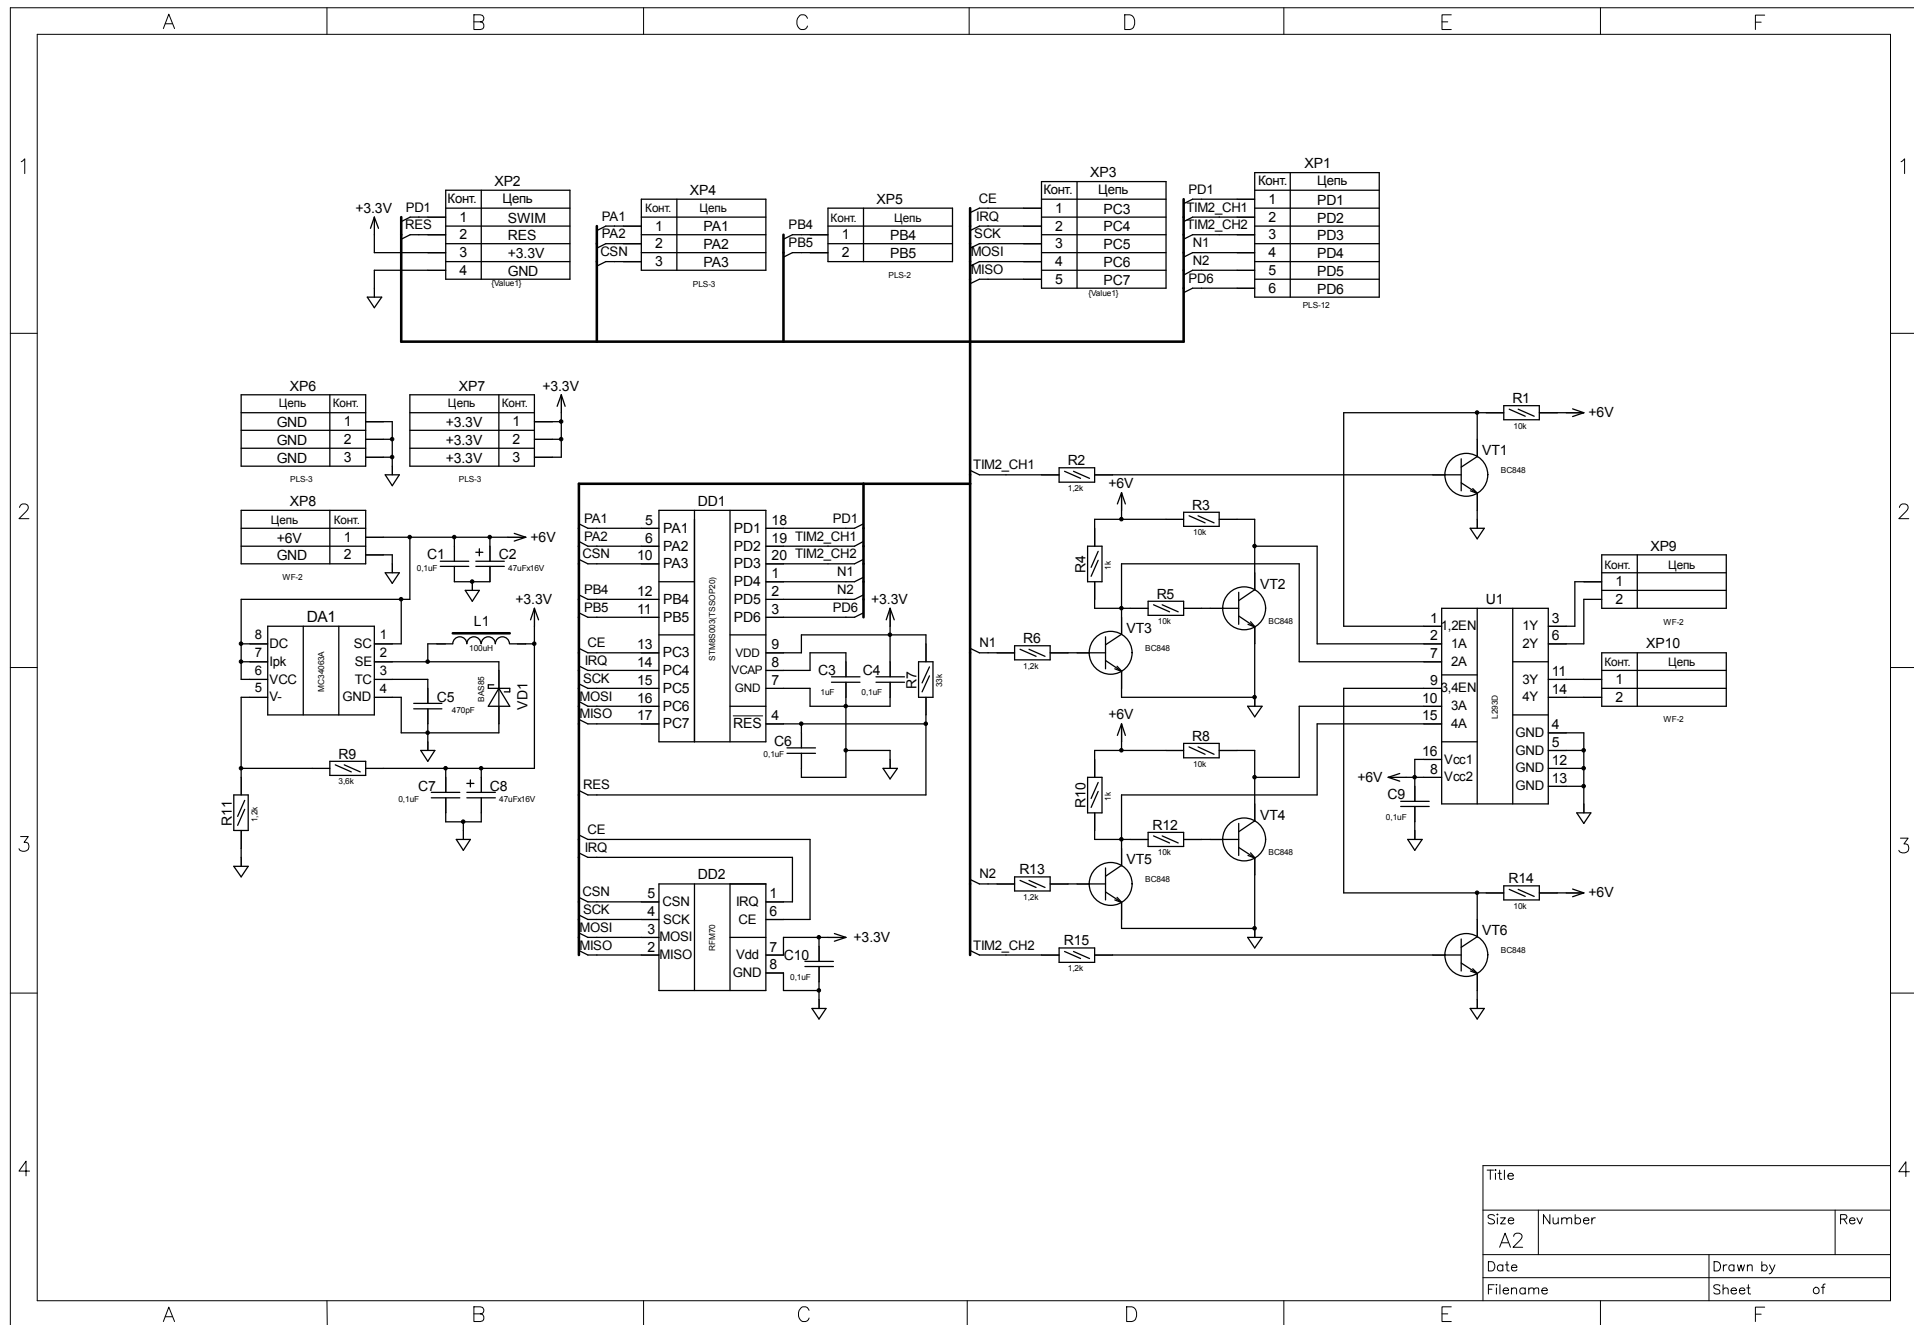 A B C D E F
1 1
XP2
Конт. Цепь
1 SWIM
2 RES
3 +3.3V
4 GND
{Value1}
+3.3V
PD1
RES
XP4
Конт. Цепь
1 PA1
2 PA2
3 PA3
PLS-3
PA1
PA2
CSN
XP5
Конт. Цепь
1 PB4
2 PB5
PLS-2
PB4
PB5
XP3
Конт. Цепь
1 PC3
2 PC4
3 PC5
4 PC6
5 PC7
{Value1}
CE
IRQ
SCK
MOSI
MISO
XP1
Конт. Цепь
1 PD1
2 PD2
3 PD3
4 PD4
5 PD5
6 PD6
PLS-12
PD1
TIM2_CH1
TIM2_CH2
N1
N2
PD6
2 2
XP6
Цепь Конт.
GND 1
GND 2
GND 3
PLS-3
XP7
Цепь Конт.
+3.3V 1
+3.3V 2
+3.3V 3
PLS-3
+3.3V
XP8
Цепь Конт.
+6V 1
GND 2
WF-2
C1
0,1uF
+ C2
47uFx16V
+6V
+3.3V
DA1
MC34063A
8 DC SC 1
7 Ipk SE 2
6 VCC TC 3
5 V- GND 4
L1
100uH
C5
470pF
BAS85
VD1
R9
3,6k
R11
1,2k
C7
0,1uF
+ C8
47uFx16V
DD1
STM8S003(TSSOP20)
PA1 5 PA1 PD1 18 PD1
PA2 6 PA2 PD2 19 TIM2_CH1
CSN 10 PA3 PD3 20 TIM2_CH2
PD4 1 N1
PB4 12 PB4 PD5 2 N2
PB5 11 PB5 PD6 3 PD6
CE 13 PC3 VDD 9
IRQ 14 PC4 VCAP 8
SCK 15 PC5 GND 7
MOSI 16 PC6
MISO 17 PC7 RES 4
+3.3V
C3
1uF
C4
0,1uF
R7
33k
C6
0,1uF
RES
CE
IRQ
DD2
RFM70
CSN 5 CSN IRQ 1
SCK 4 SCK CE 6
MOSI 3 MOSI
MISO 2 MISO Vdd 7
GND 8
C10
0,1uF
+3.3V
TIM2_CH1
R2
1,2k
R1
10k
+6V
VT1
BC848
+6V
R3
10k
R4
1k
R5
10k
VT2
BC848
N1
R6
1,2k
VT3
BC848
+6V
R8
10k
R10
1k
R12
10k
VT4
BC848
N2
R13
1,2k
VT5
BC848
TIM2_CH2
R15
1,2k
R14
10k
+6V
VT6
BC848
U1
L293D
1 1,2EN 1Y 3
2 1A 2Y 6
7 2A
9 3,4EN 3Y 11
10 3A 4Y 14
15 4A
GND 4
GND 5
16 Vcc1 GND 12
8 Vcc2 GND 13
+6V
C9
0,1uF
XP9
Конт. Цепь
1
2
WF-2
XP10
Конт. Цепь
1
2
WF-2
3 3
4 4
Title
Size Number Rev
A2
Date Drawn by
Filename Sheet of
A B C D E F